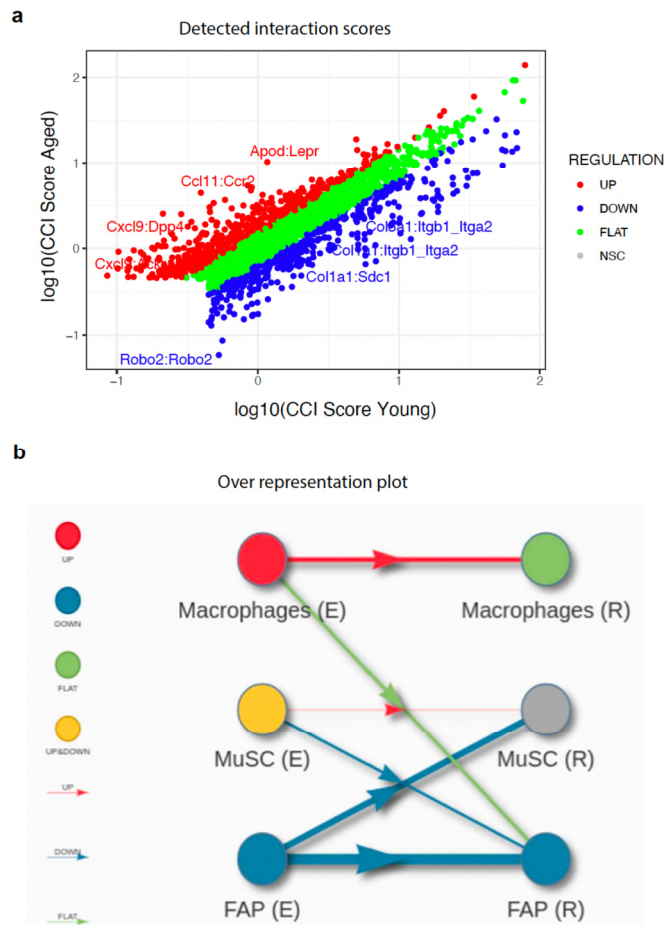 a
Detected interaction scores
log10(CCI Score Aged)
2
1
0
−1
Apod:Lepr
Ccl11:Ccr2
Cxcl9:Dpp4
Robo2:Robo2
Col1a1:Sdc1
−1
0
1
2
log10(CCI Score Young)
REGULATION
UP
DOWN
FLAT
NSC
b
Over representation plot
UP
DOWN
FLAT
UP&DOWN
UP
DOWN
FLAT
Macrophages (E)
Macrophages (R)
MuSC (E)
MuSC (R)
FAP (E)
FAP (R)